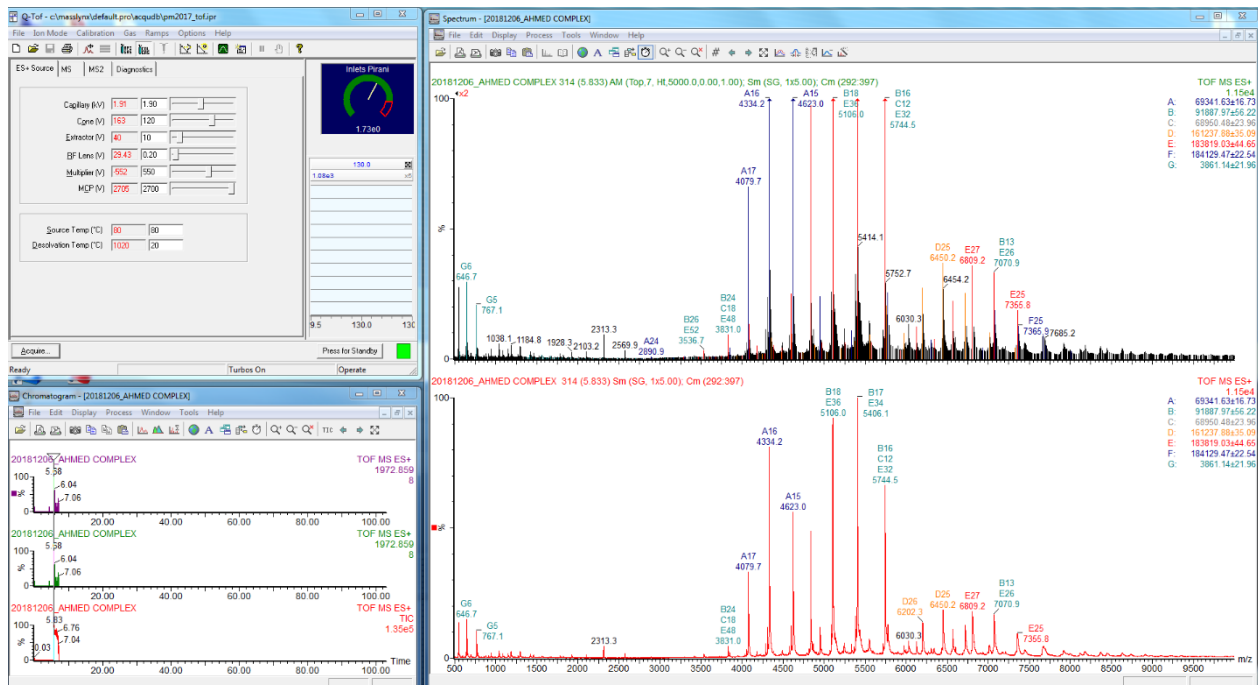 Q-Tof - c:\masslynx\default.pro\acqudb\pm2017_tof.ipr
File Ion Mode Calibration Gas Ramps Options Help
ES+ Source MS MS2 Diagnostics
Capillary (kV) 1.91 1.90
Cone (V) 163 120
Extractor (V) 40 10
RF Lens (V) 29.43 0.20
Multiplier (V) -552 550
MCP (V) 2705 2700
Source Temp (°C) 80 80
Desolvation Temp (°C) 1020 20
Inlets Pirani
1.73e0
130.0
1.08e3 x5
9.5 130.0 130
Acquire... Press for Standby
Ready Turbos On Operate
Chromatogram - [20181206_AHMED COMPLEX]
File Edit Display Process Window Tools Help
TIC
20181206_AHMED COMPLEX TOF MS ES+
1972.859
8
100
%
0
5.58
6.04
7.06
20.00 40.00 60.00 80.00 100.00
20181206_AHMED COMPLEX TOF MS ES+
1972.859
8
100
%
0
5.58
6.04
7.06
20.00 40.00 60.00 80.00 100.00
20181206_AHMED COMPLEX TOF MS ES+
TIC
1.35e5
100
%
0
5.83
6.76
7.04
0.03
Time
20.00 40.00 60.00 80.00 100.00
Spectrum - [20181206_AHMED COMPLEX]
File Edit Display Process Tools Window Help
20181206_AHMED COMPLEX 314 (5.833) AM (Top,7, Ht,5000.0,0.00,1.00); Sm (SG, 1x5.00); Cm (292:397) TOF MS ES+
1.15e4
A: 69341.63±16.73
B: 91887.97±56.22
C: 68950.48±23.96
D: 161237.88±35.09
E: 183819.03±44.65
F: 184129.47±22.54
G: 3861.14±21.96
100
x2
%
0
G6
646.7
G5
767.1
1038.1
1184.8
1928.3
2103.2
2313.3
2569.9
A24
2890.9
B26
E52
3536.7
B24
C18
E48
3831.0
A17
4079.7
A16
4334.2
A15
4623.0
B18
E36
5106.0
5414.1
B16
C12
E32
5744.5
5752.7
6030.3
D25
6450.2
6454.2
E27
6809.2
B13
E26
7070.9
E25
7355.8
F25
7365.9
7685.2
20181206_AHMED COMPLEX 314 (5.833) Sm (SG, 1x5.00); Cm (292:397) TOF MS ES+
1.15e4
A: 69341.63±16.73
B: 91887.97±56.22
C: 68950.48±23.96
D: 161237.88±35.09
E: 183819.03±44.65
F: 184129.47±22.54
G: 3861.14±21.96
100
%
0
G6
646.7
G5
767.1
2313.3
B24
C18
E48
3831.0
A17
4079.7
A16
4334.2
A15
4623.0
B18
E36
5106.0
B17
E34
5406.1
B16
C12
E32
5744.5
6030.3
D26
6202.3
D25
6450.2
E27
6809.2
B13
E26
7070.9
E25
7355.8
m/z
500 1000 1500 2000 2500 3000 3500 4000 4500 5000 5500 6000 6500 7000 7500 8000 8500 9000 9500